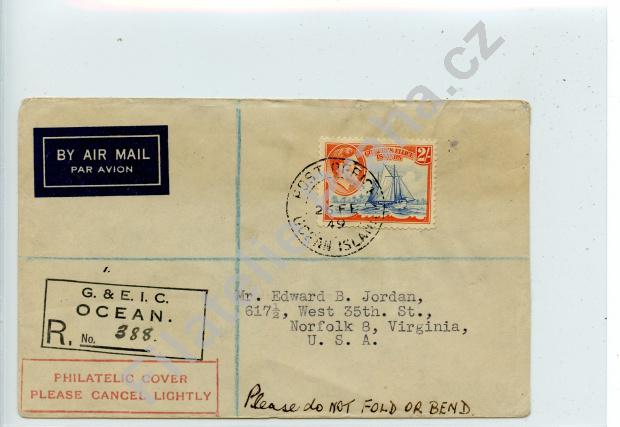 BY AIR MAIL
PAR AVION
2/-
POST OFFICE
49
OCEAN ISLAND
G. & E. I. C.
OCEAN.
R. No. 388.
Mr. Edward B. Jordan,
617½, West 35th. St.,
Norfolk 8, Virginia,
U. S. A.
PHILATELIC COVER
PLEASE CANCEL LIGHTLY
Please do NOT FOLD OR BEND.